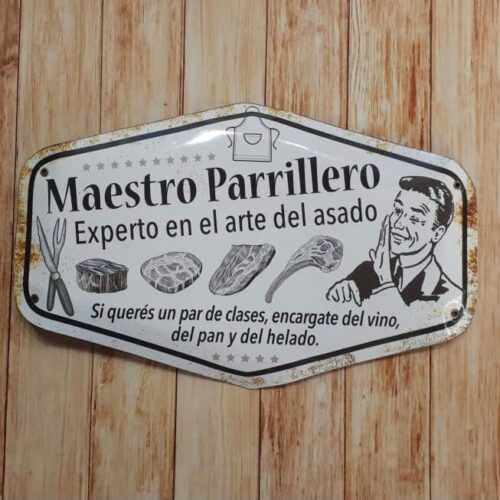 Maestro Parrillero
Experto en el arte del asado
Si querés un par de clases, encargate del vino,
del pan y del helado.